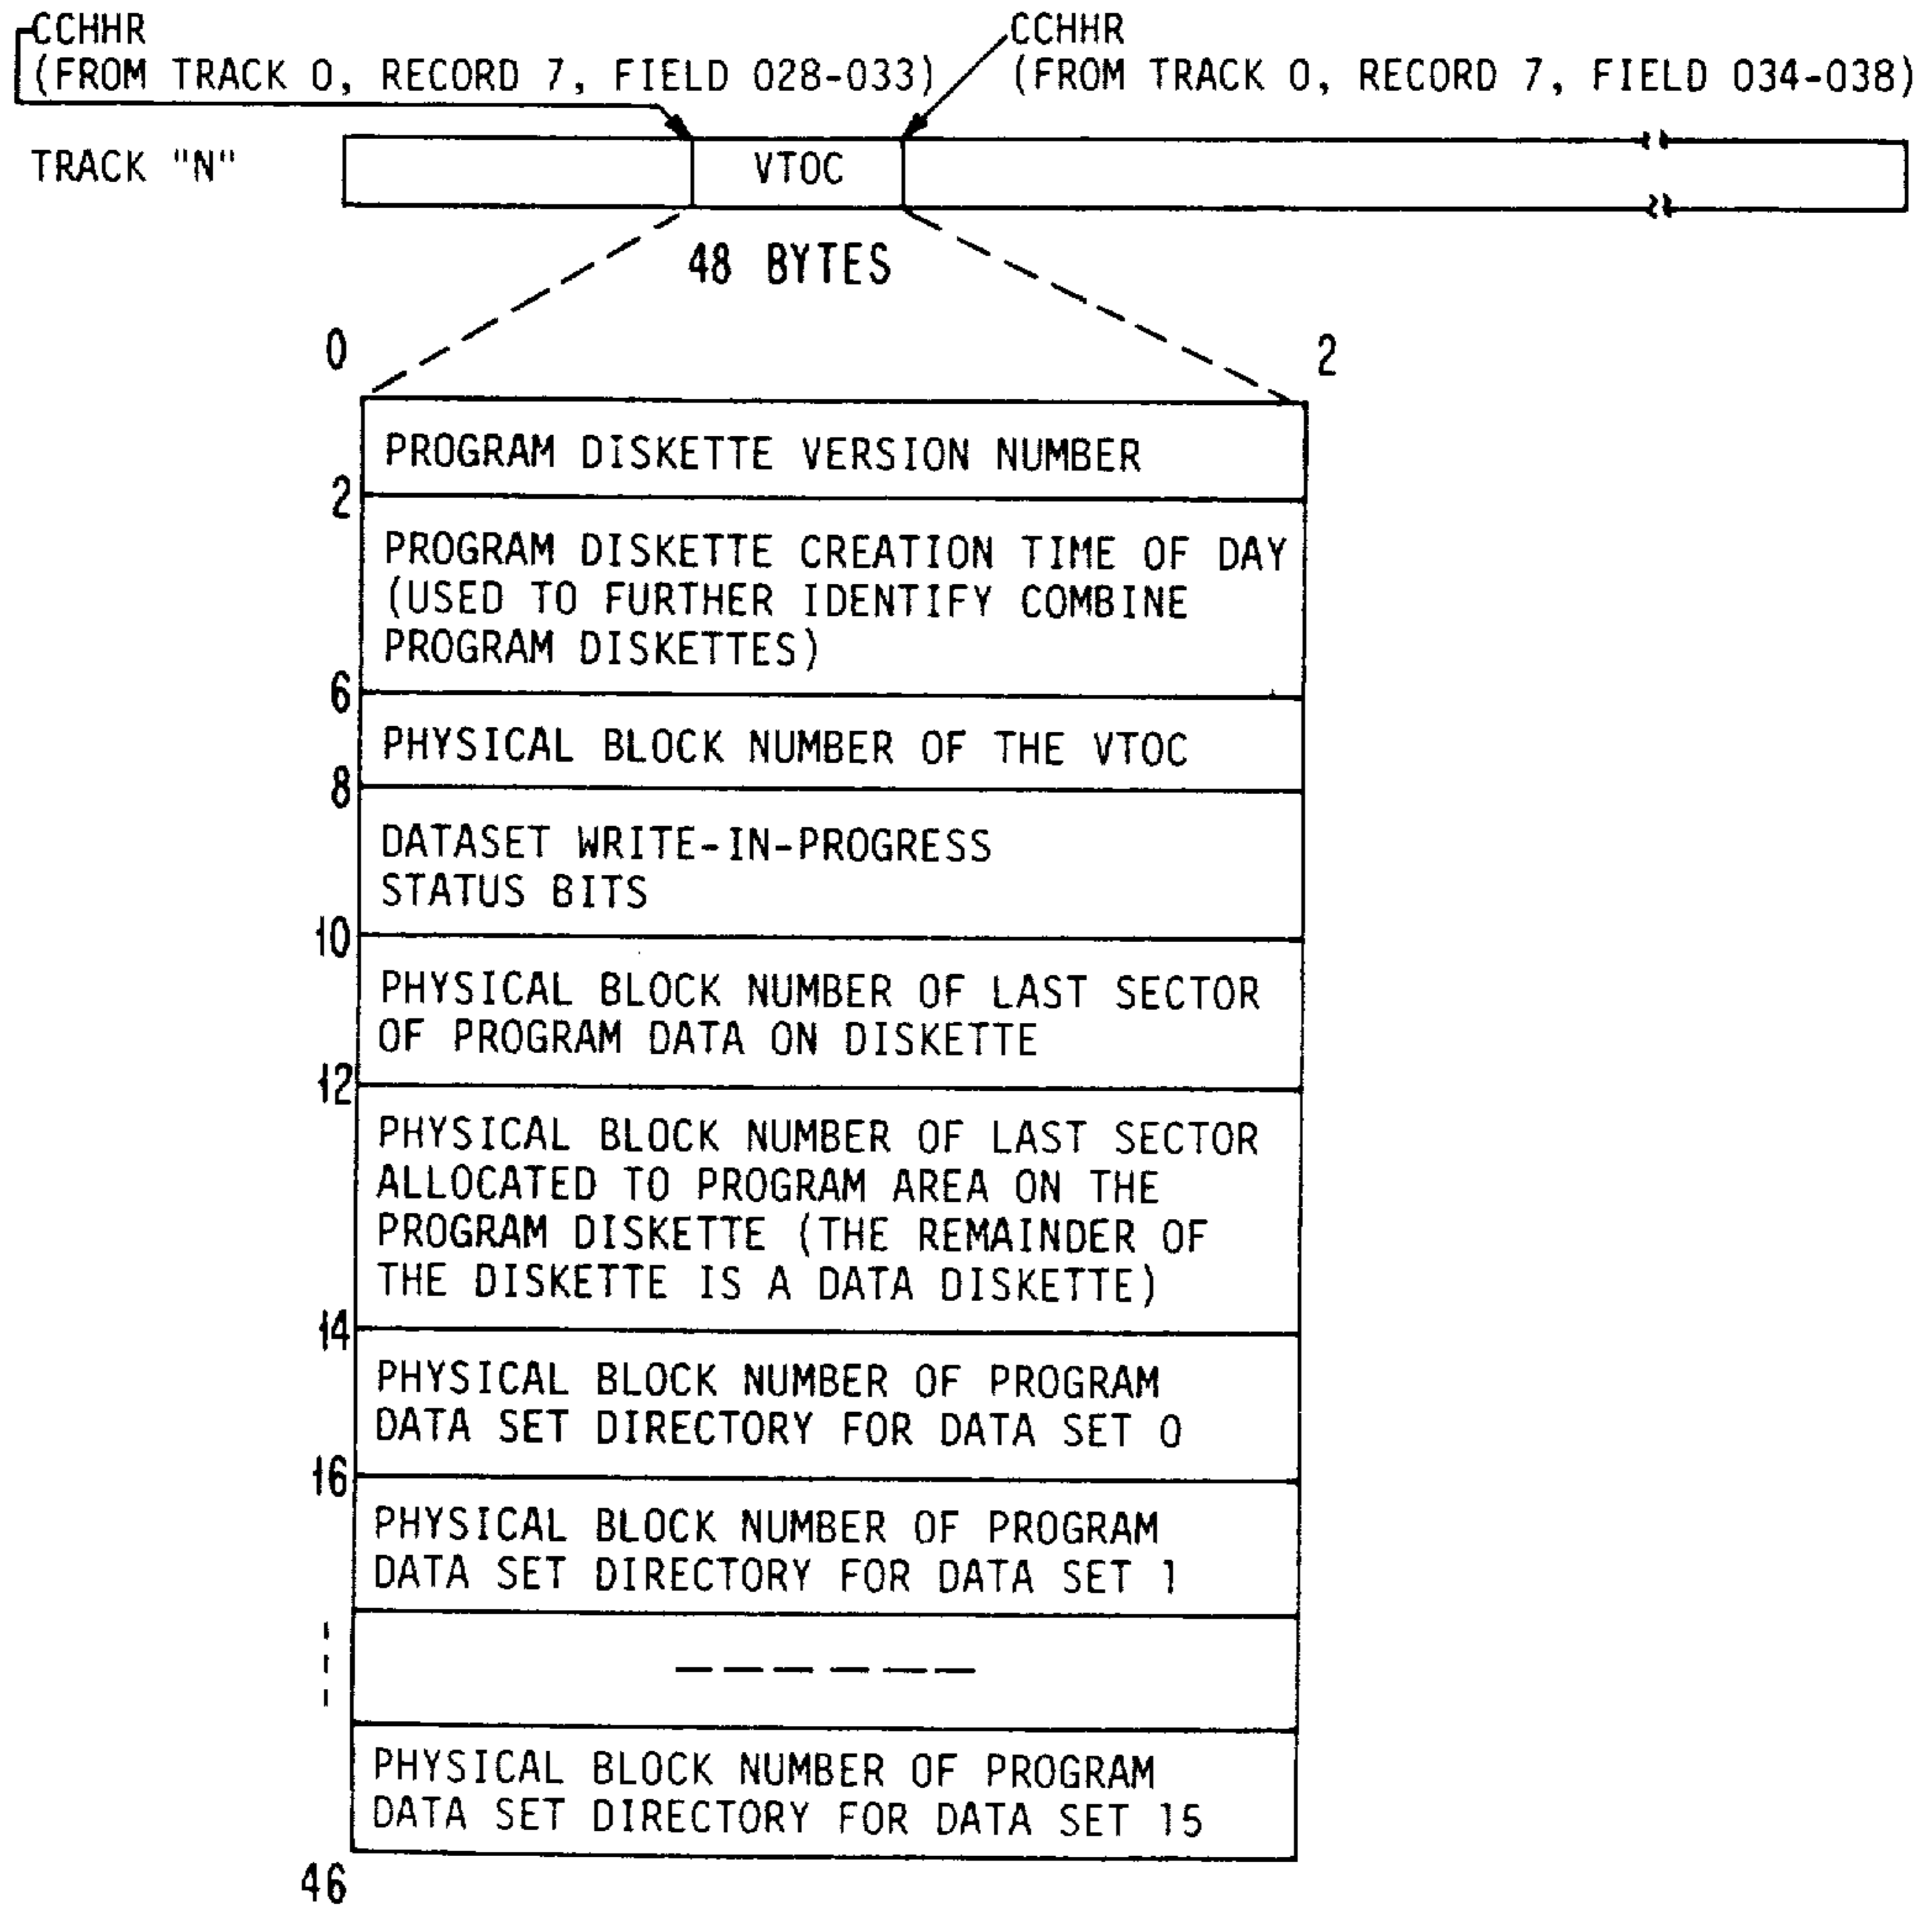 CCHHR
(FROM TRACK 0, RECORD 7, FIELD 028-033)
CCHHR
(FROM TRACK 0, RECORD 7, FIELD 034-038)
TRACK "N"
VTOC
48 BYTES
0
2
PROGRAM DISKETTE VERSION NUMBER
2
PROGRAM DISKETTE CREATION TIME OF DAY
(USED TO FURTHER IDENTIFY COMBINE
PROGRAM DISKETTES)
6
PHYSICAL BLOCK NUMBER OF THE VTOC
8
DATASET WRITE-IN-PROGRESS
STATUS BITS
10
PHYSICAL BLOCK NUMBER OF LAST SECTOR
OF PROGRAM DATA ON DISKETTE
12
PHYSICAL BLOCK NUMBER OF LAST SECTOR
ALLOCATED TO PROGRAM AREA ON THE
PROGRAM DISKETTE (THE REMAINDER OF
THE DISKETTE IS A DATA DISKETTE)
14
PHYSICAL BLOCK NUMBER OF PROGRAM
DATA SET DIRECTORY FOR DATA SET 0
16
PHYSICAL BLOCK NUMBER OF PROGRAM
DATA SET DIRECTORY FOR DATA SET 1
PHYSICAL BLOCK NUMBER OF PROGRAM
DATA SET DIRECTORY FOR DATA SET 15
46